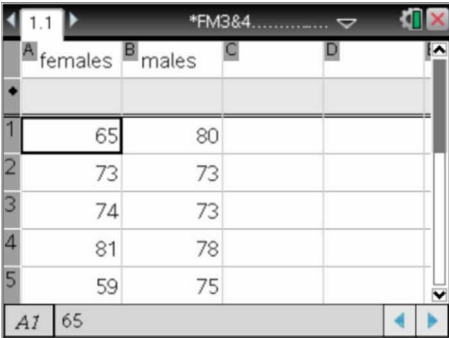 1.1 *FM3&4..............
A females B males C D
1 65 80
2 73 73
3 74 73
4 81 78
5 59 75
A1 65